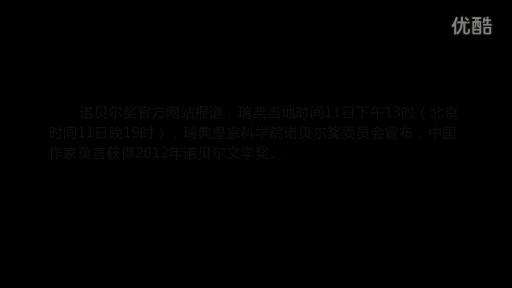 优酷
诺贝尔奖官方网站报道，瑞典当地时间11日下午13时（北京
时间11日晚19时），瑞典皇家科学院诺贝尔奖委员会宣布，中国
作家莫言获得2012年诺贝尔文学奖。